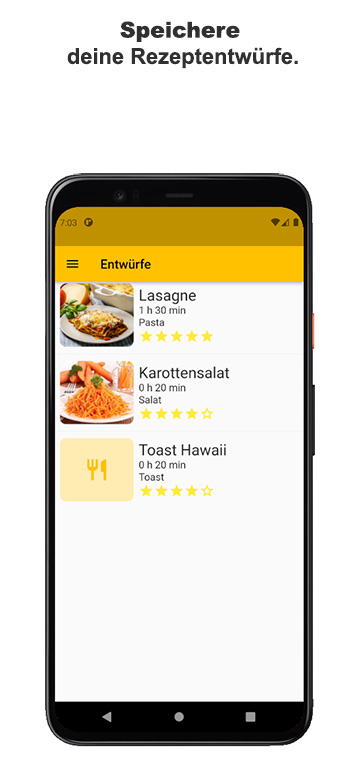 Speichere
deine Rezeptentwürfe.
7:03
Entwürfe
Lasagne
1 h 30 min
Pasta
Karottensalat
0 h 20 min
Salat
Toast Hawaii
0 h 20 min
Toast